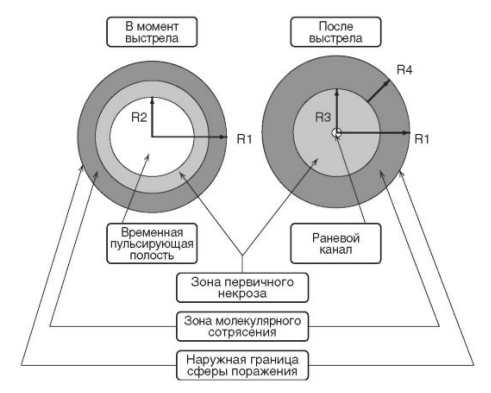 В момент
выстрела
После
выстрела
R4
R2
R3
R1
R1
Временная
пульсирующая
полость
Раневой
канал
Зона первичного
некроза
Зона молекулярного
сотрясения
Наружная граница
сферы поражения